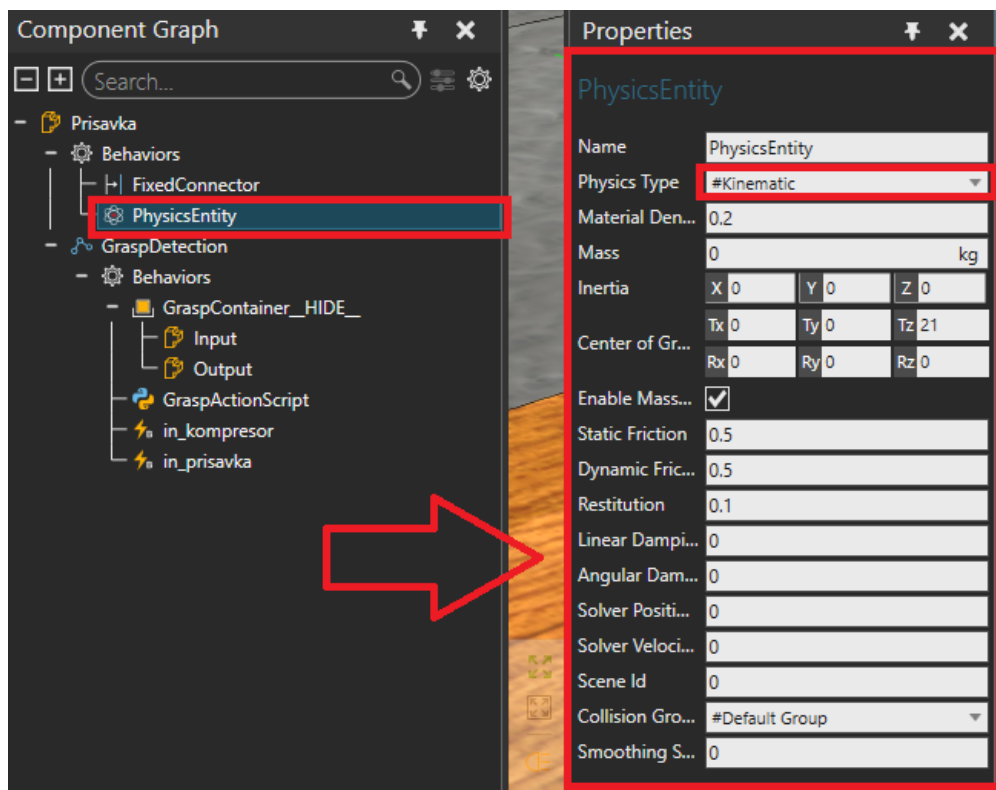 Component Graph
Search...
Prisavka
Behaviors
FixedConnector
PhysicsEntity
GraspDetection
Behaviors
GraspContainer__HIDE__
Input
Output
GraspActionScript
in_kompresor
in_prisavka
Properties
PhysicsEntity
Name PhysicsEntity
Physics Type #Kinematic
Material Den... 0.2
Mass 0 kg
Inertia X 0 Y 0 Z 0
Center of Gr... Tx 0 Ty 0 Tz 21
Rx 0 Ry 0 Rz 0
Enable Mass...
Static Friction 0.5
Dynamic Fric... 0.5
Restitution 0.1
Linear Dampi... 0
Angular Dam... 0
Solver Positi... 0
Solver Veloci... 0
Scene Id 0
Collision Gro... #Default Group
Smoothing S... 0